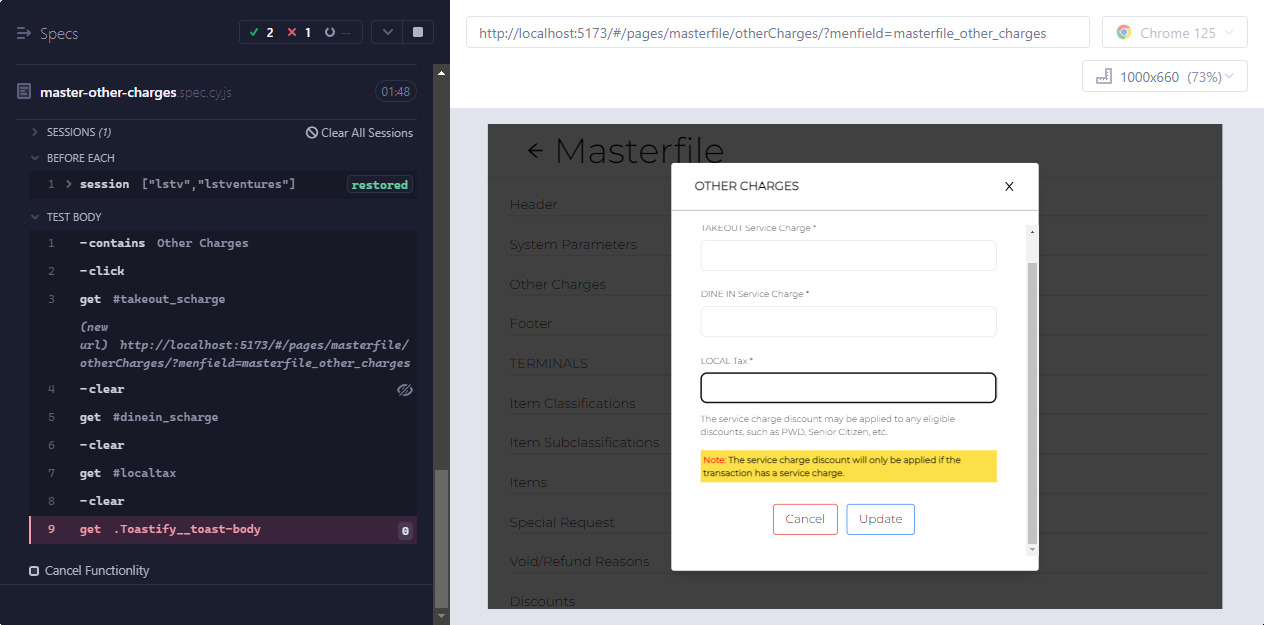 Specs
2
1
--
master-other-charges.spec.cy.js
01:48
SESSIONS (1)
Clear All Sessions
BEFORE EACH
1 session ["lstv","lstventures"] restored
TEST BODY
1 -contains Other Charges
2 -click
3 get #takeout_scharge
(new
url) http://localhost:5173/#/pages/masterfile/
otherCharges/?menfield=masterfile_other_charges
4 -clear
5 get #dinein_scharge
6 -clear
7 get #localtax
8 -clear
9 get .Toastify__toast-body 0
Cancel Functionlity
http://localhost:5173/#/pages/masterfile/otherCharges/?menfield=masterfile_other_charges
Chrome 125
1000x660 (73%)
Masterfile
Header
System Parameters
Other Charges
Footer
TERMINALS
Item Classifications
Item Subclassifications
Items
Special Request
Void/Refund Reasons
Discounts
OTHER CHARGES
X
TAKEOUT Service Charge *
DINE IN Service Charge *
LOCAL Tax *
The service charge discount may be applied to any eligible
discounts, such as PWD, Senior Citizen, etc.
Note: The service charge discount will only be applied if the
transaction has a service charge.
Cancel
Update